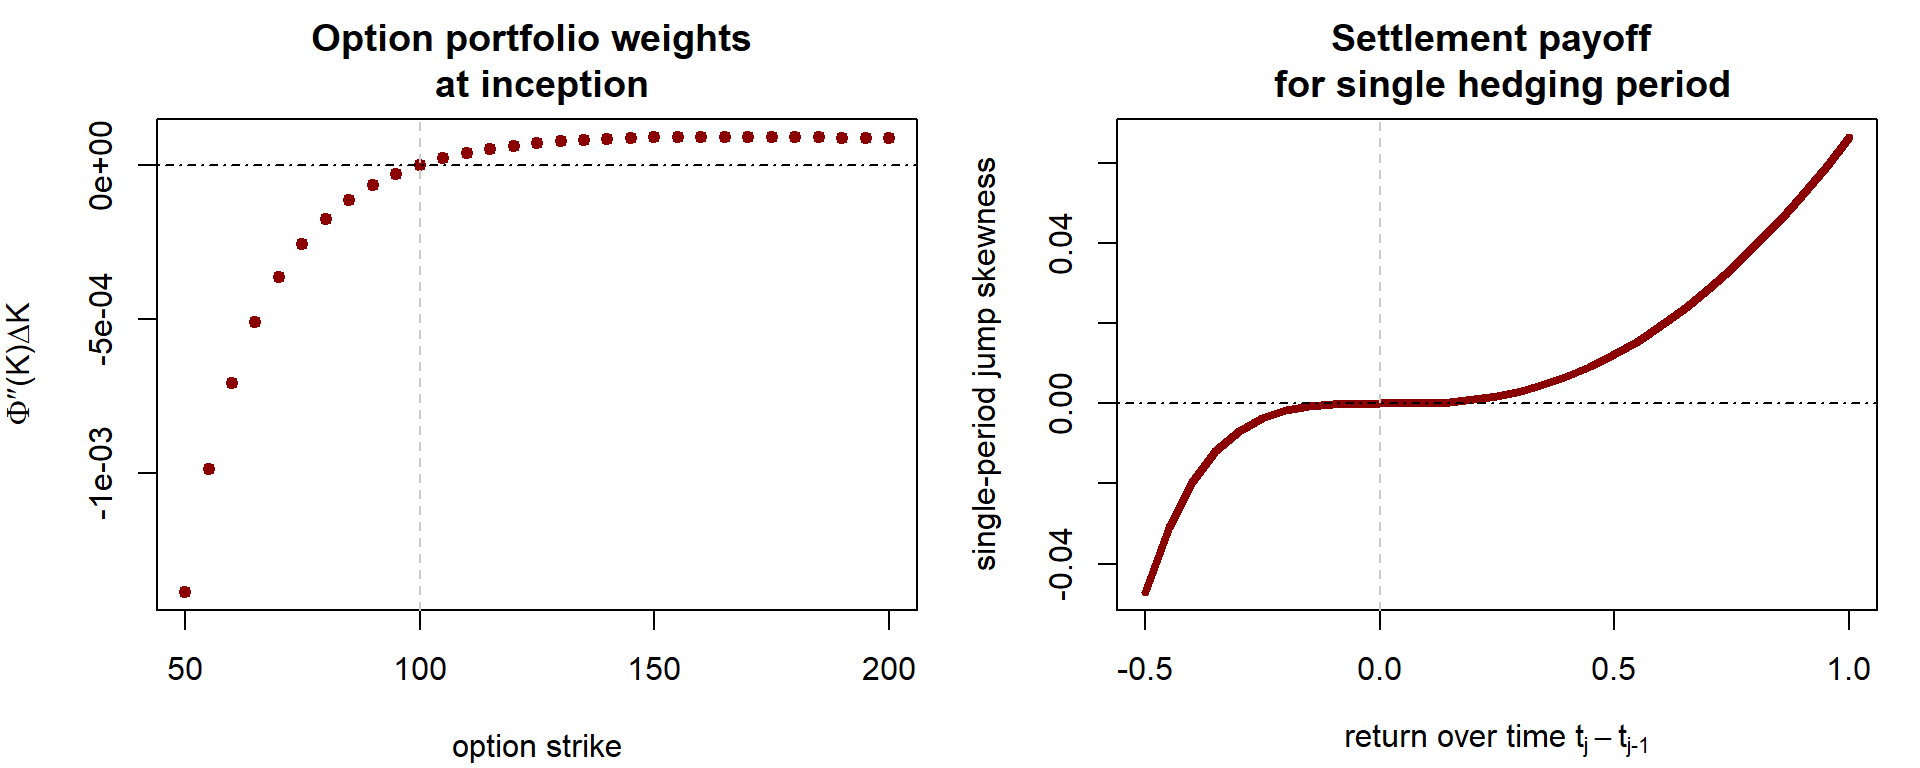 Option portfolio weights
at inception
Φ″(K)ΔK
0e+00
-5e-04
-1e-03
50 100 150 200
option strike
Settlement payoff
for single hedging period
single-period jump skewness
0.04
0.00
-0.04
-0.5 0.0 0.5 1.0
return over time tj – tj-1